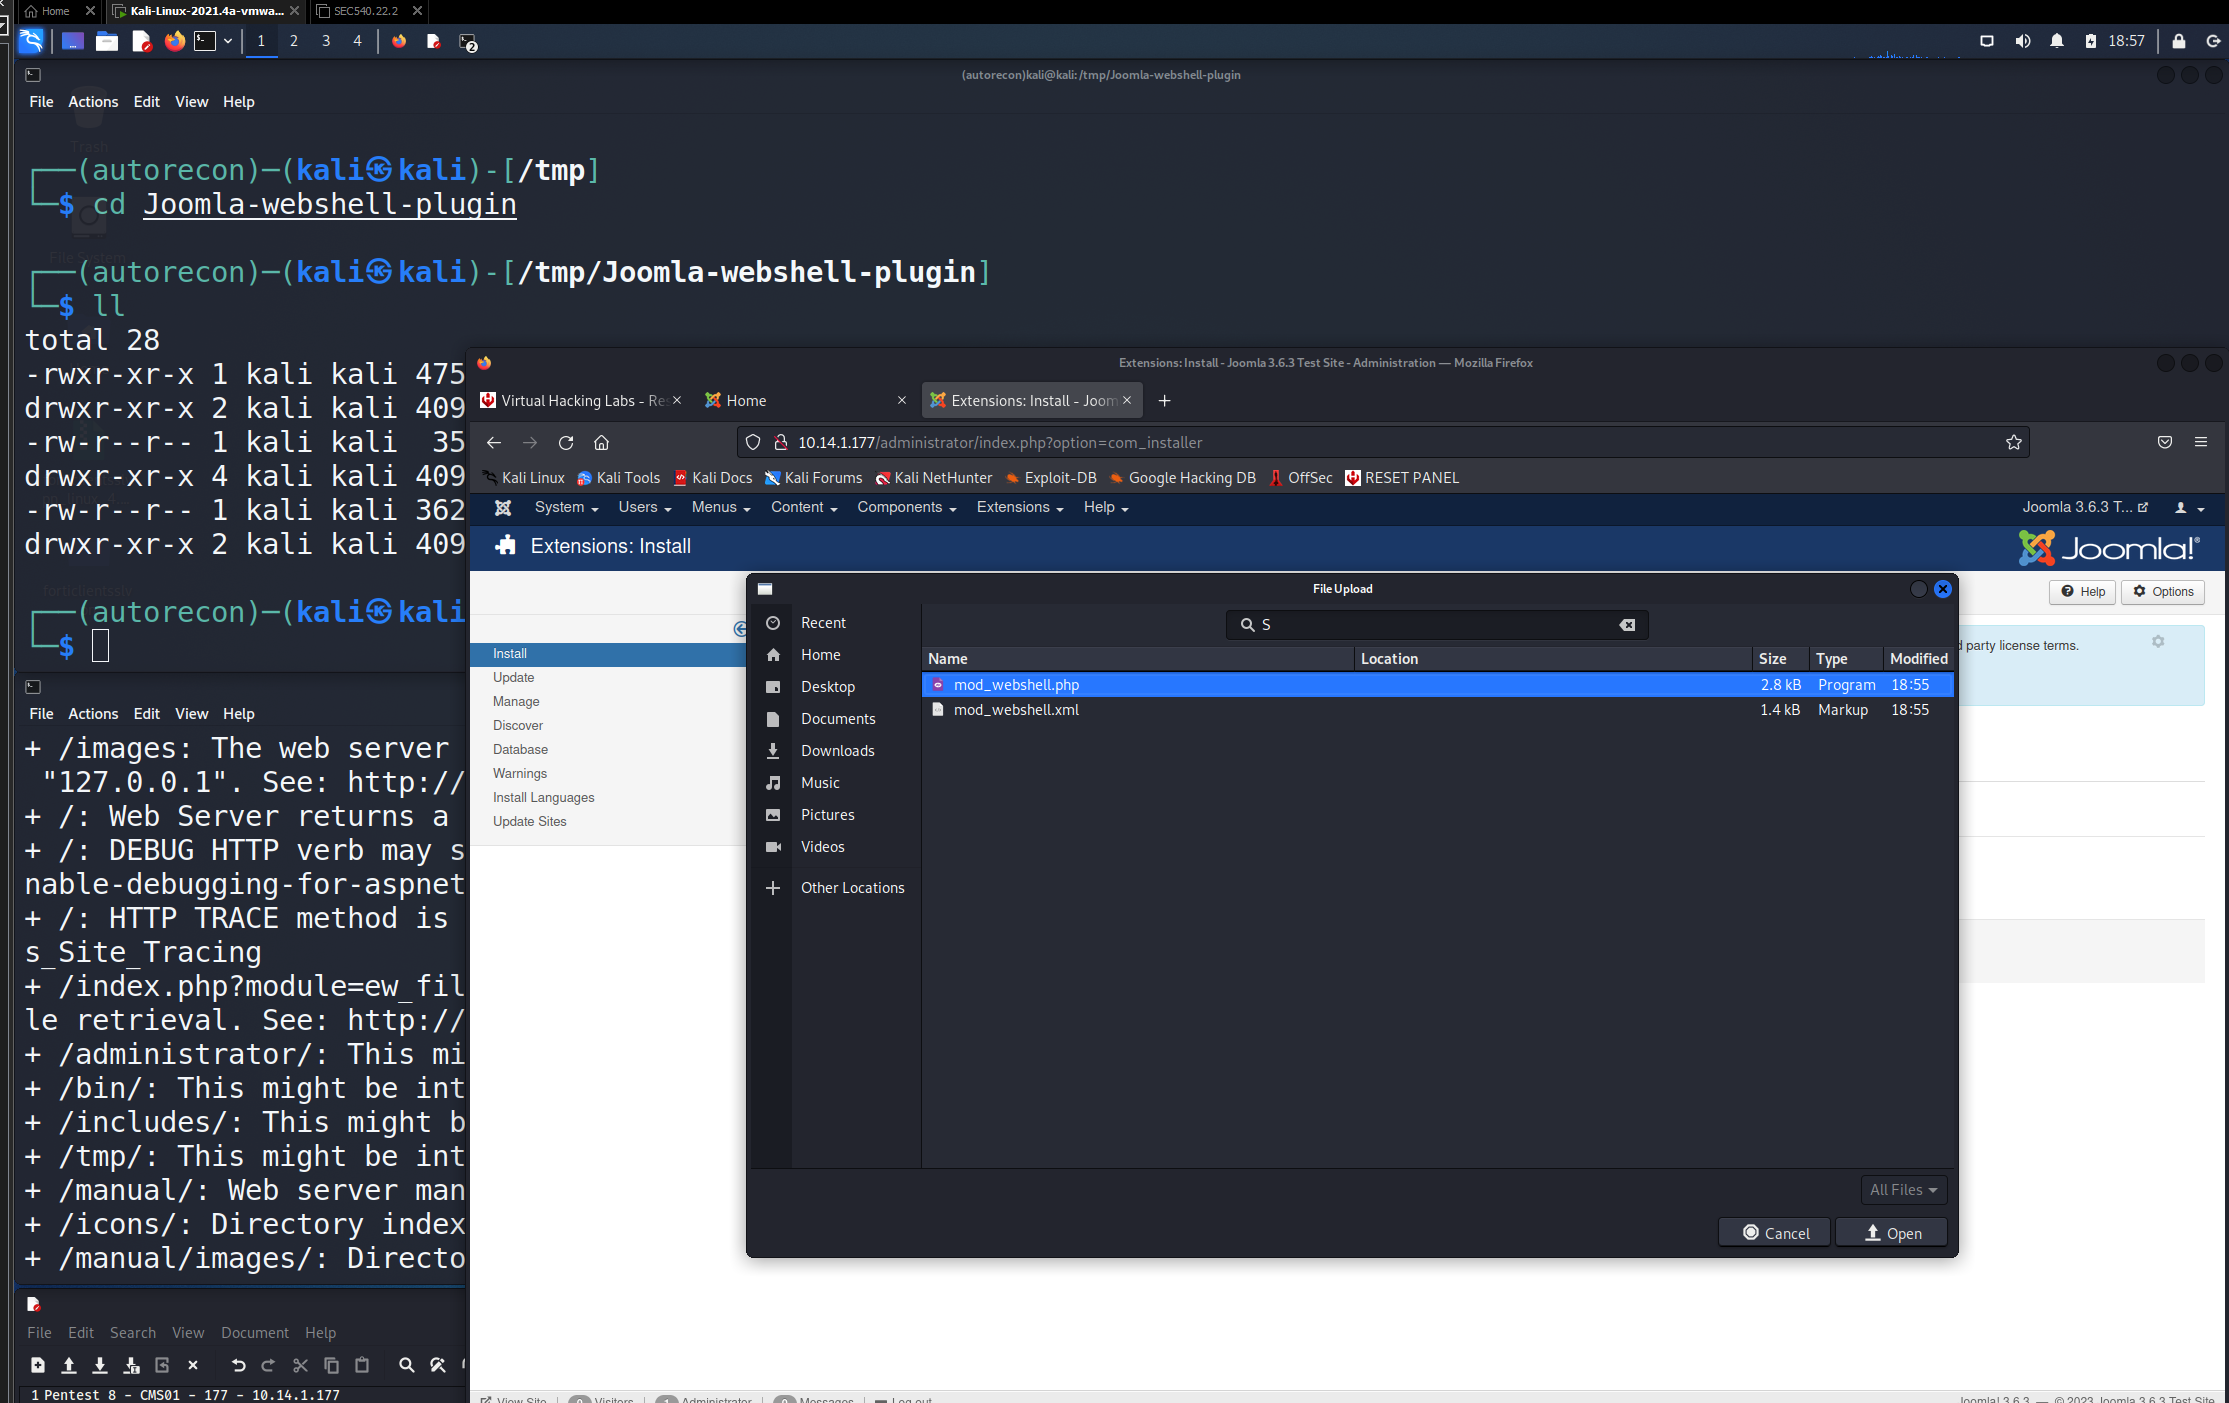 Home
Kali-Linux-2021.4a-vmwa...
SEC540.22.2
1 2 3 4
2
18:57
(autorecon)kali@kali: /tmp/Joomla-webshell-plugin
File Actions Edit View Help
Trash
┌──(autorecon)─(kali㉿kali)-[/tmp]
└─$ cd Joomla-webshell-plugin
File System
┌──(autorecon)─(kali㉿kali)-[/tmp/Joomla-webshell-plugin]
└─$ ll
total 28
-rwxr-xr-x 1 kali kali 475
drwxr-xr-x 2 kali kali 409
-rw-r--r-- 1 kali kali  35
drwxr-xr-x 4 kali kali 409
-rw-r--r-- 1 kali kali 362
drwxr-xr-x 2 kali kali 409
┌──(autorecon)─(kali㉿kali
└─$
File Actions Edit View Help
+ /images: The web server
"127.0.0.1". See: http://
+ /: Web Server returns a
+ /: DEBUG HTTP verb may s
nable-debugging-for-aspnet
+ /: HTTP TRACE method is
s_Site_Tracing
+ /index.php?module=ew_fil
le retrieval. See: http://
+ /administrator/: This mi
+ /bin/: This might be int
+ /includes/: This might b
+ /tmp/: This might be int
+ /manual/: Web server man
+ /icons/: Directory index
+ /manual/images/: Directo
File Edit Search View Document Help
1 Pentest 8 - CMS01 - 177 - 10.14.1.177
Extensions: Install - Joomla 3.6.3 Test Site - Administration — Mozilla Firefox
Virtual Hacking Labs - Re
Home
Extensions: Install - Joom
10.14.1.177/administrator/index.php?option=com_installer
Kali Linux Kali Tools Kali Docs Kali Forums Kali NetHunter Exploit-DB Google Hacking DB OffSec RESET PANEL
System Users Menus Content Components Extensions Help
Joomla 3.6.3 T...
Extensions: Install
Joomla!®
Help Options
Install
Update
Manage
Discover
Database
Warnings
Install Languages
Update Sites
d party license terms.
File Upload
S
Recent
Home
Desktop
Documents
Downloads
Music
Pictures
Videos
Other Locations
Name Location Size Type Modified
mod_webshell.php 2.8 kB Program 18:55
mod_webshell.xml 1.4 kB Markup 18:55
All Files
Cancel Open
View Site 0 Visitors 1 Administrator 0 Messages Log out
Joomla! 3.6.3 — © 2023 Joomla 3.6.3 Test Site